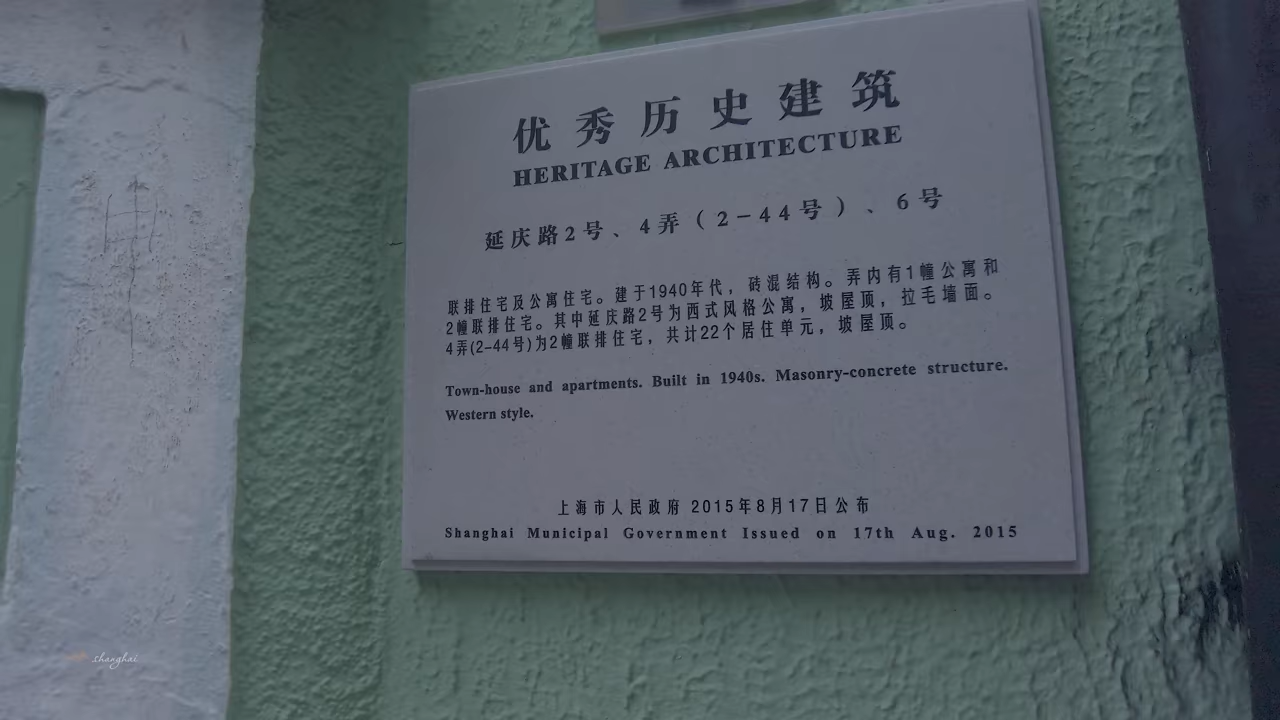 优秀历史建筑
HERITAGE ARCHITECTURE
延庆路2号、4弄（2-44号）、6号
联排住宅及公寓住宅。建于1940年代，砖混结构。弄内有1幢公寓和
2幢联排住宅。其中延庆路2号为西式风格公寓，坡屋顶，拉毛墙面。
4弄(2-44号)为2幢联排住宅，共计22个居住单元，坡屋顶。
Town-house and apartments. Built in 1940s. Masonry-concrete structure.
Western style.
上海市人民政府 2015年8月17日公布
Shanghai Municipal Government Issued on 17th Aug. 2015
shanghai